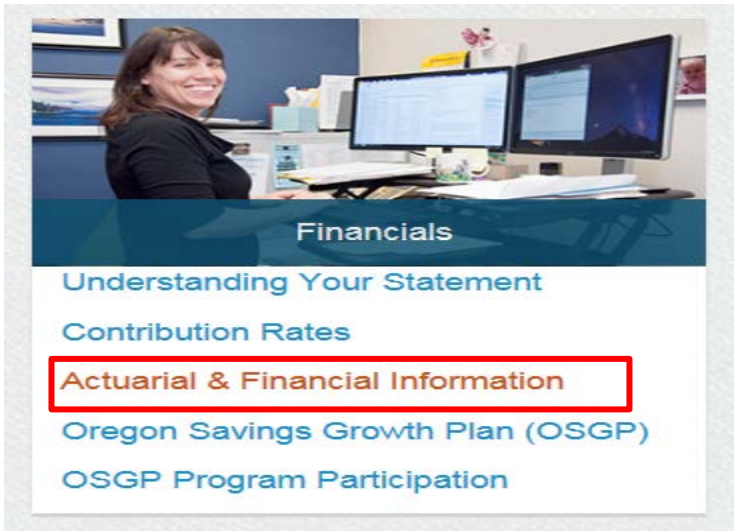 Financials
Understanding Your Statement
Contribution Rates
Actuarial & Financial Information
Oregon Savings Growth Plan (OSGP)
OSGP Program Participation